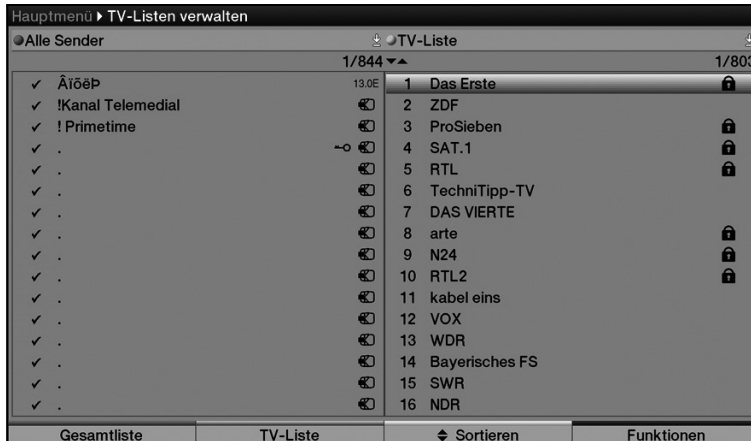 Hauptmenü ▶ TV-Listen verwalten
Alle Sender
1/844
✔ ÂïõëÞ 13.0E
✔ !Kanal Telemedial
✔ ! Primetime
✔ .
✔ .
✔ .
✔ .
✔ .
✔ .
✔ .
✔ .
✔ .
✔ .
✔ .
✔ .
✔ .
TV-Liste
1/803
1 Das Erste
2 ZDF
3 ProSieben
4 SAT.1
5 RTL
6 TechniTipp-TV
7 DAS VIERTE
8 arte
9 N24
10 RTL2
11 kabel eins
12 VOX
13 WDR
14 Bayerisches FS
15 SWR
16 NDR
Gesamtliste
TV-Liste
Sortieren
Funktionen